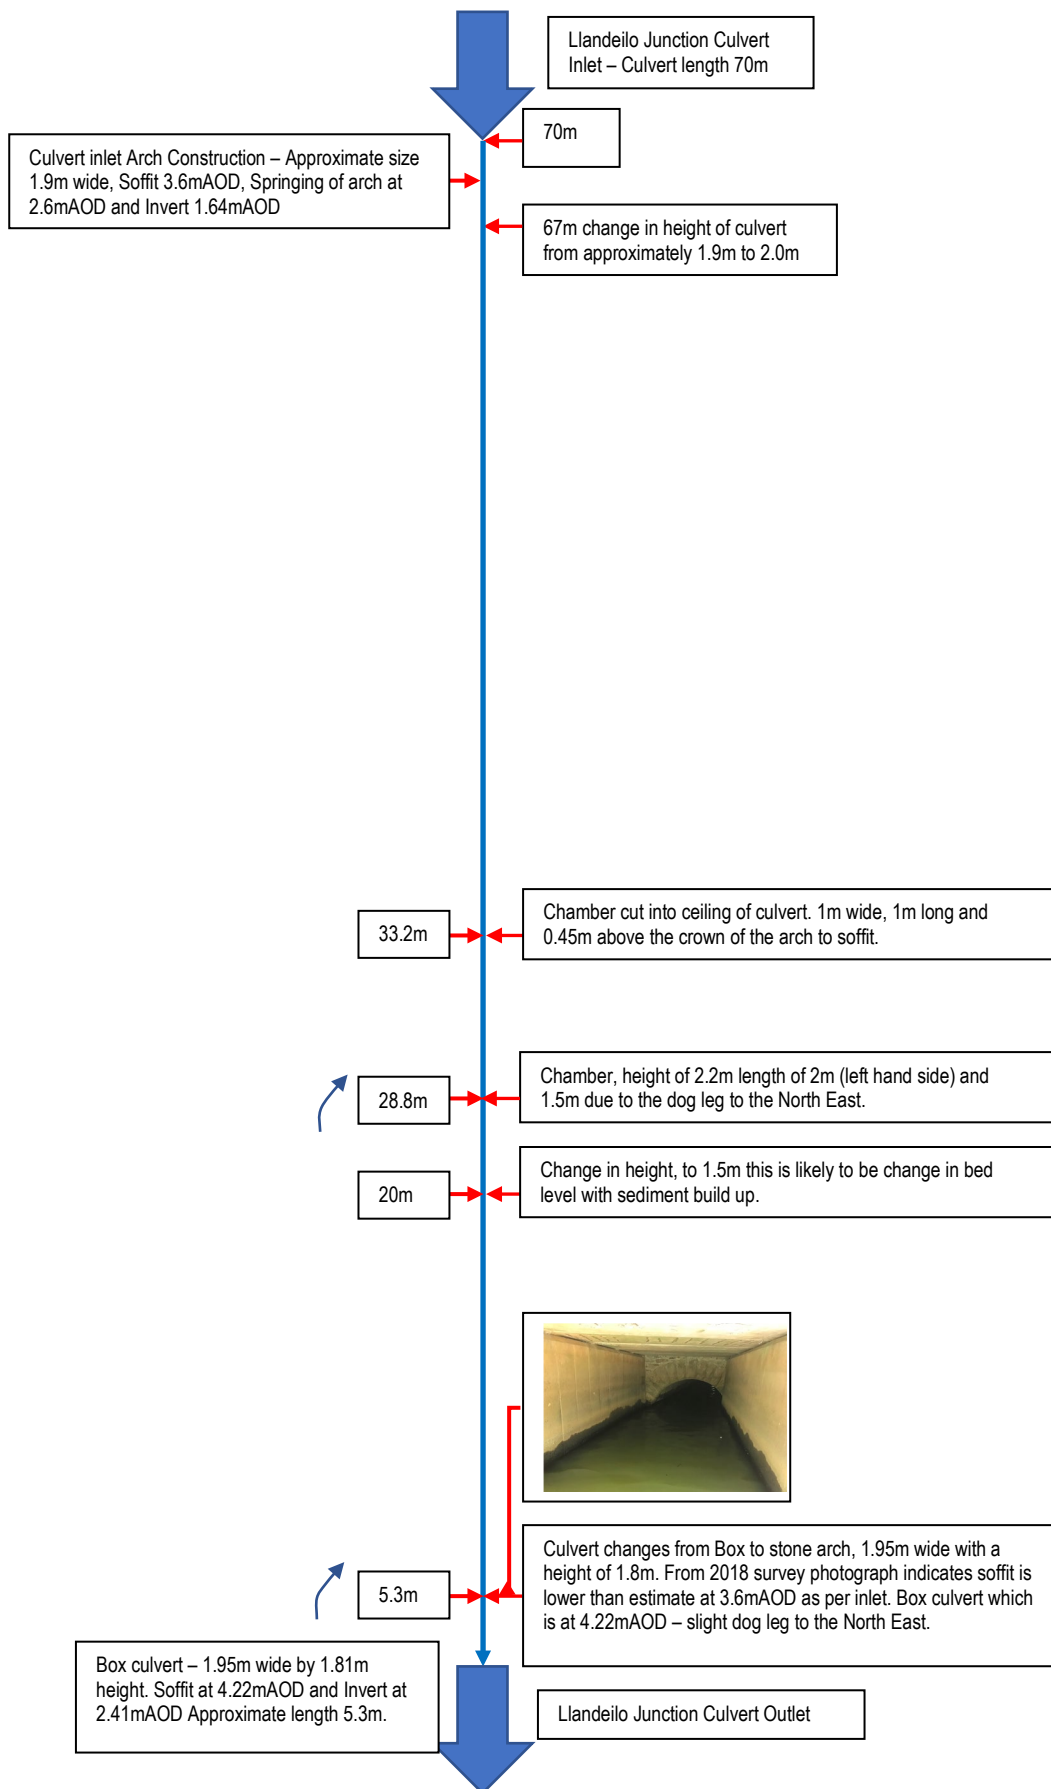 Llandeilo Junction Culvert
Inlet – Culvert length 70m
70m
Culvert inlet Arch Construction – Approximate size
1.9m wide, Soffit 3.6mAOD, Springing of arch at
2.6mAOD and Invert 1.64mAOD
67m change in height of culvert
from approximately 1.9m to 2.0m
33.2m
Chamber cut into ceiling of culvert. 1m wide, 1m long and
0.45m above the crown of the arch to soffit.
28.8m
Chamber, height of 2.2m length of 2m (left hand side) and
1.5m due to the dog leg to the North East.
20m
Change in height, to 1.5m this is likely to be change in bed
level with sediment build up.
5.3m
Culvert changes from Box to stone arch, 1.95m wide with a
height of 1.8m. From 2018 survey photograph indicates soffit is
lower than estimate at 3.6mAOD as per inlet. Box culvert which
is at 4.22mAOD – slight dog leg to the North East.
Box culvert – 1.95m wide by 1.81m
height. Soffit at 4.22mAOD and Invert at
2.41mAOD Approximate length 5.3m.
Llandeilo Junction Culvert Outlet